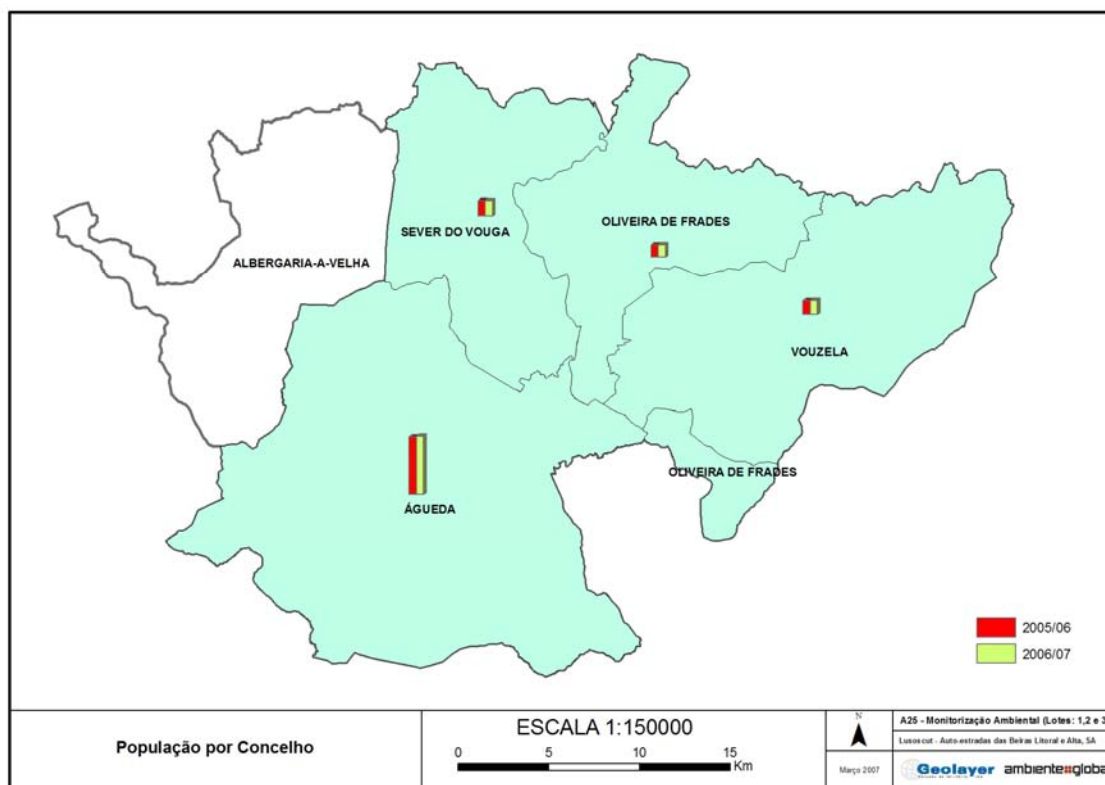 SEVER DO VOUGA
OLIVEIRA DE FRADES
ALBERGARIA-A-VELHA
VOUZELA
OLIVEIRA DE FRADES
ÁGUEDA
2005/06
2006/07
População por Concelho
ESCALA 1:150000
0 5 10 15
Km
N
Março 2007
A25 - Monitorização Ambiental (Lotes: 1,2 e 3
Lusoscut - Auto-estradas das Beiras Litoral e Alta, SA
Geolayer ambiente global